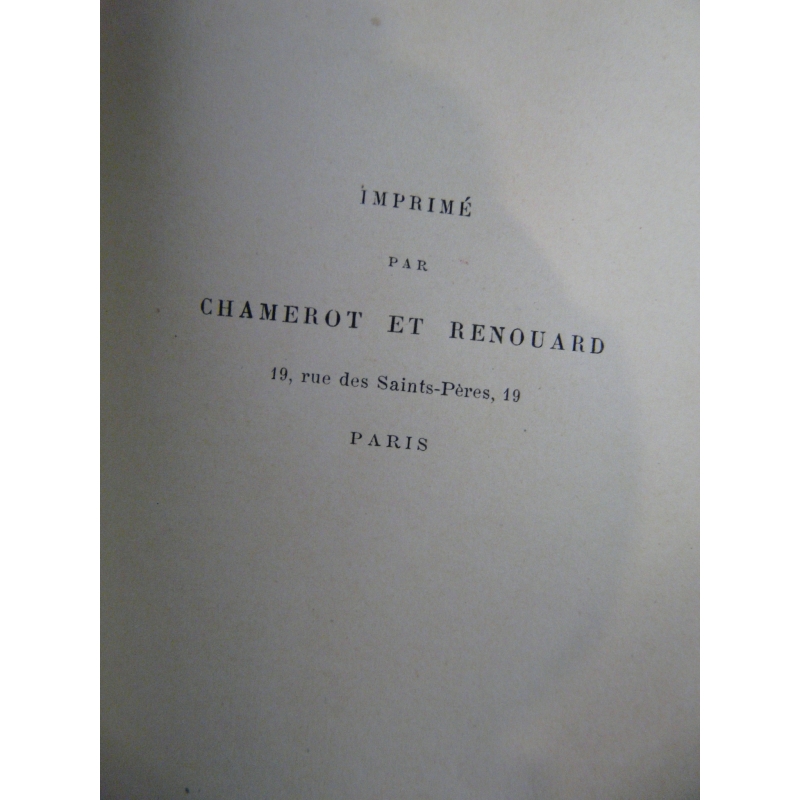 IMPRIMÉ
PAR
CHAMEROT ET RENOUARD
19, rue des Saints-Pères, 19
PARIS